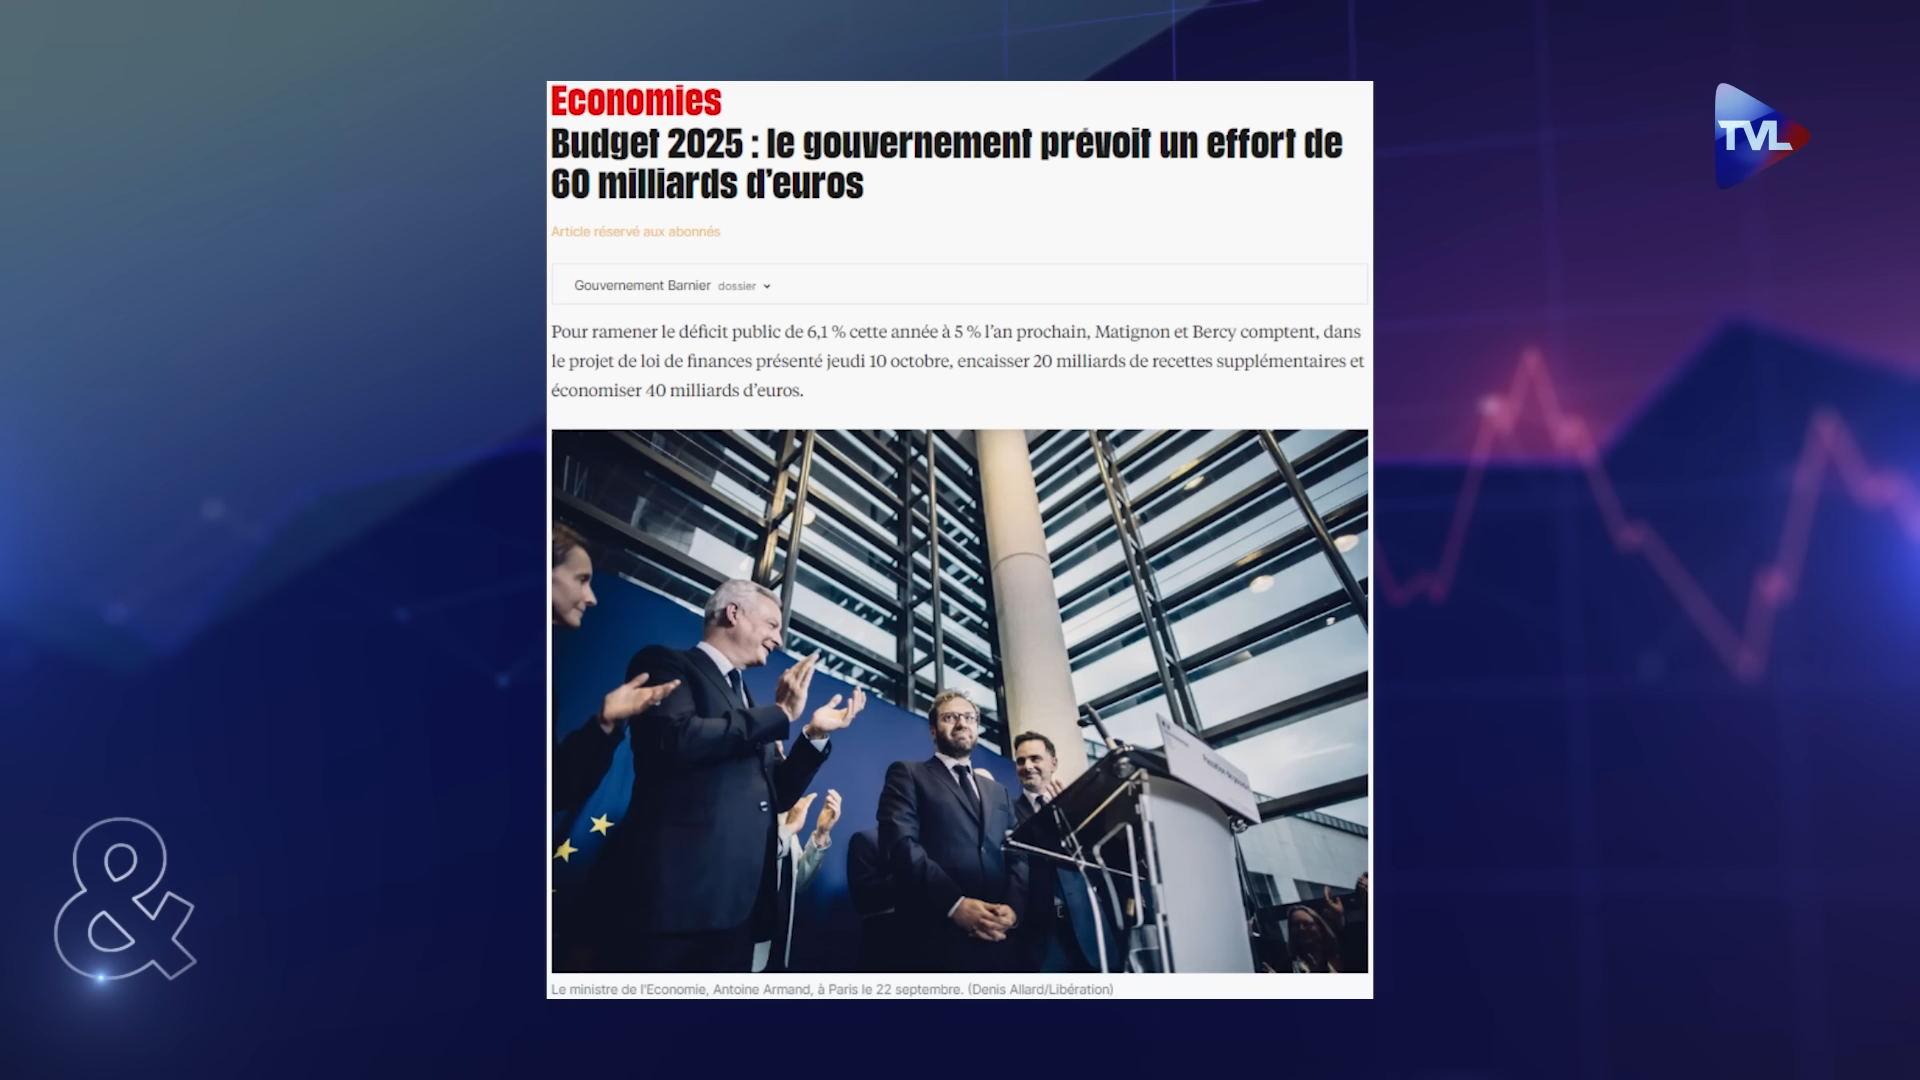 Economies
Budget 2025 : le gouvernement prévoit un effort de
60 milliards d'euros
Article réservé aux abonnés
Gouvernement Barnier dossier
Pour ramener le déficit public de 6,1 % cette année à 5 % l'an prochain, Matignon et Bercy comptent, dans
le projet de loi de finances présenté jeudi 10 octobre, encaisser 20 milliards de recettes supplémentaires et
économiser 40 milliards d'euros.
Le ministre de l'Economie, Antoine Armand, à Paris le 22 septembre. (Denis Allard/Libération)
TVL
&